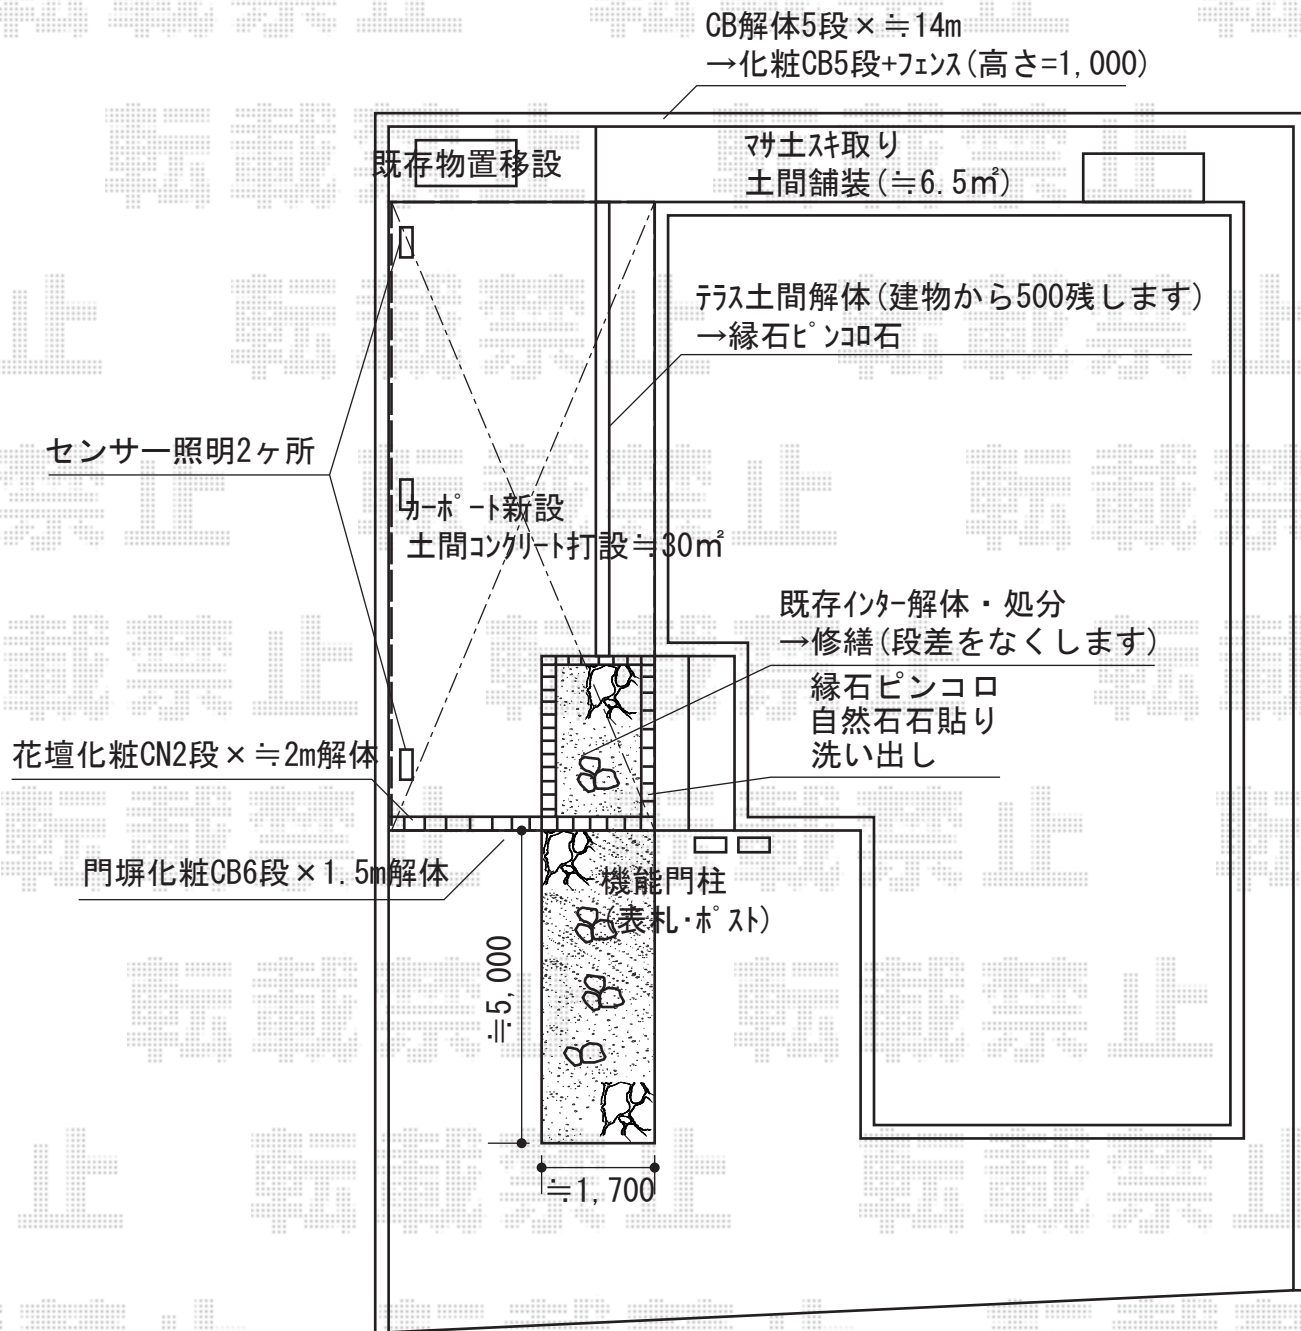 CB解体5段×≒14m
→化粧CB5段+ﾌｪﾝｽ(高さ=1,000)
既存物置移設
ﾏｻ土ｽｷ取り
土間舗装(≒6.5㎡)
ﾃﾗｽ土間解体(建物から500残します)
→縁石ﾋﾟﾝｺﾛ石
センサー照明2ヶ所
ｶｰﾎﾟｰﾄ新設
土間ｺﾝｸﾘｰﾄ打設≒30㎡
既存ｲﾝﾀｰ解体・処分
→修繕(段差をなくします)
縁石ピンコロ
自然石石貼り
洗い出し
花壇化粧CN2段×≒2m解体
門塀化粧CB6段×1.5m解体
機能門柱
(表札･ﾎﾟｽﾄ)
≒5,000
≒1,700
転載禁止